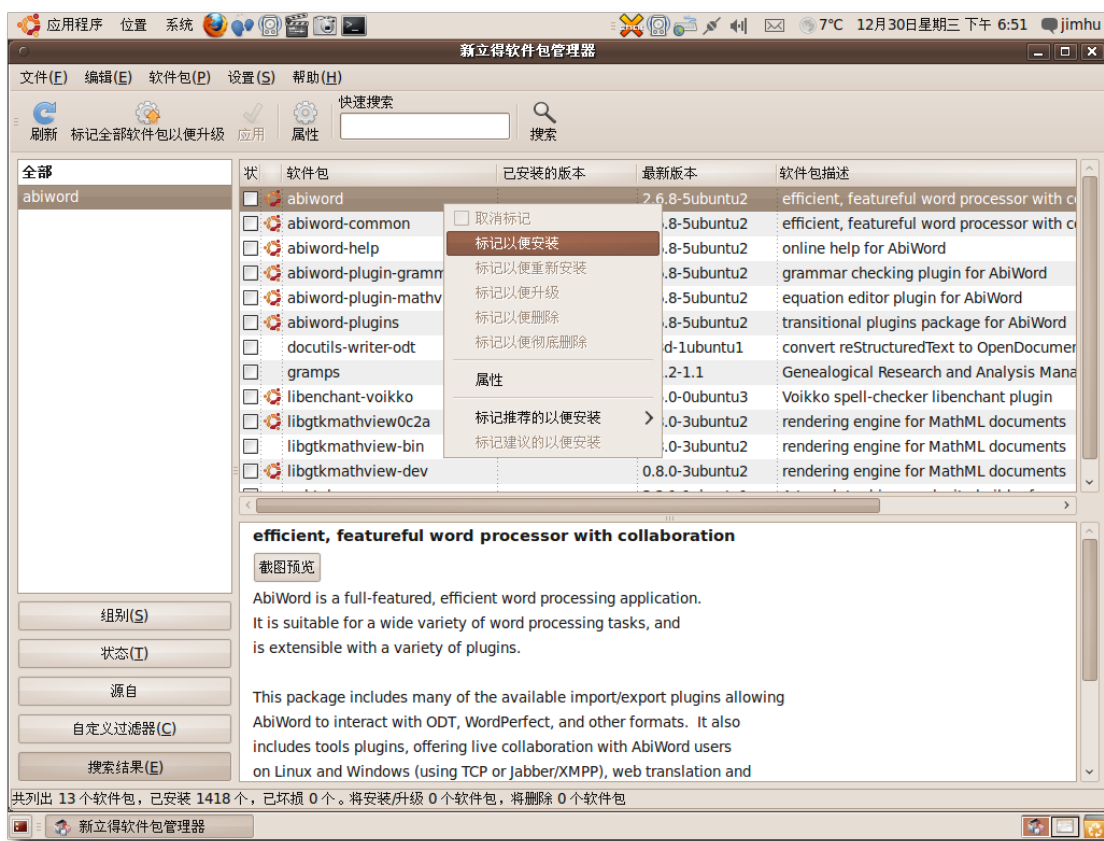 应用程序 位置 系统 7°C 12月30日星期三 下午 6:51 jimhu
新立得软件包管理器
文件(F) 编辑(E) 软件包(P) 设置(S) 帮助(H)
快速搜索
刷新 标记全部软件包以便升级 应用 属性 搜索
全部
abiword
状 软件包 已安装的版本 最新版本 软件包描述
abiword 2.6.8-5ubuntu2 efficient, featureful word processor with
abiword-common .8-5ubuntu2 efficient, featureful word processor with
abiword-help .8-5ubuntu2 online help for AbiWord
abiword-plugin-gramm .8-5ubuntu2 grammar checking plugin for AbiWord
abiword-plugin-mathv .8-5ubuntu2 equation editor plugin for AbiWord
abiword-plugins .8-5ubuntu2 transitional plugins package for AbiWord
docutils-writer-odt d-1ubuntu1 convert reStructuredText to OpenDocumer
gramps .2-1.1 Genealogical Research and Analysis Mana
libenchant-voikko .0-0ubuntu3 Voikko spell-checker libenchant plugin
libgtkmathview0c2a .0-3ubuntu2 rendering engine for MathML documents
libgtkmathview-bin .0-3ubuntu2 rendering engine for MathML documents
libgtkmathview-dev 0.8.0-3ubuntu2 rendering engine for MathML documents
取消标记
标记以便安装
标记以便重新安装
标记以便升级
标记以便删除
标记以便彻底删除
属性
标记推荐的以便安装
标记建议的以便安装
efficient, featureful word processor with collaboration
截图预览
AbiWord is a full-featured, efficient word processing application.
It is suitable for a wide variety of word processing tasks, and
is extensible with a variety of plugins.
This package includes many of the available import/export plugins allowing
AbiWord to interact with ODT, WordPerfect, and other formats. It also
includes tools plugins, offering live collaboration with AbiWord users
on Linux and Windows (using TCP or Jabber/XMPP), web translation and
组别(S)
状态(T)
源自
自定义过滤器(C)
搜索结果(E)
共列出 13 个软件包，已安装 1418 个，已坏损 0 个。将安装/升级 0 个软件包，将删除 0 个软件包
新立得软件包管理器